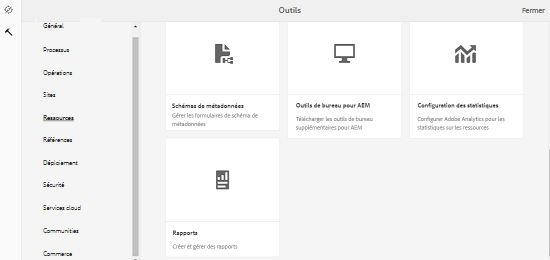 Outils
Fermer
Général
Processus
Opérations
Sites
Ressources
Références
Déploiement
Sécurité
Services cloud
Communities
Commerce
Schémas de métadonnées
Gérer les formulaires de schéma de
métadonnées
Outils de bureau pour AEM
Télécharger les outils de bureau
supplémentaires pour AEM
Configuration des statistiques
Configurer Adobe Analytics pour les
statistiques sur les ressources
Rapports
Créer et gérer des rapports